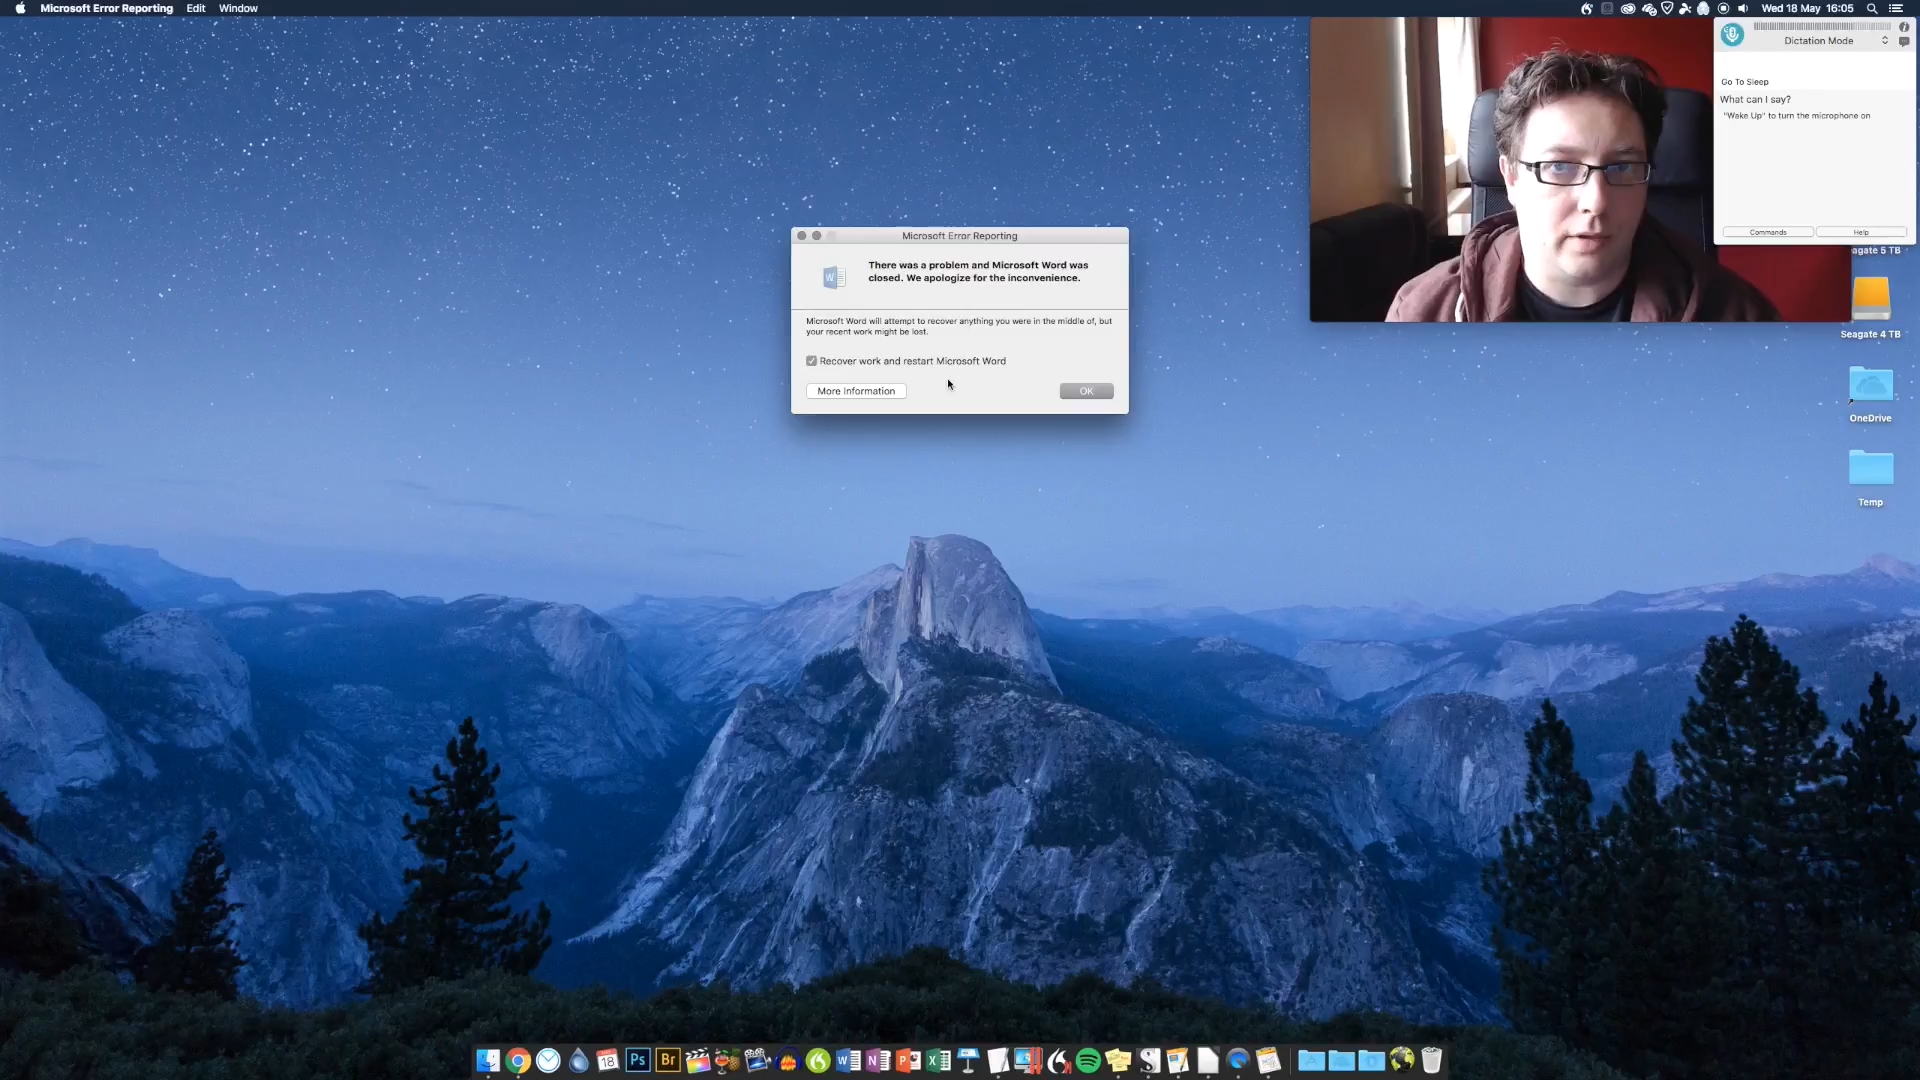 Microsoft Error Reporting Edit Window
Wed 18 May 16:05
Dictation Mode
Go To Sleep
What can I say?
"Wake Up" to turn the microphone on
Commands
Help
Microsoft Error Reporting
There was a problem and Microsoft Word was
closed. We apologize for the inconvenience.
Microsoft Word will attempt to recover anything you were in the middle of, but
your recent work might be lost.
Recover work and restart Microsoft Word
More Information
OK
agate 5 TB
Seagate 4 TB
OneDrive
Temp
18
Ps
Br